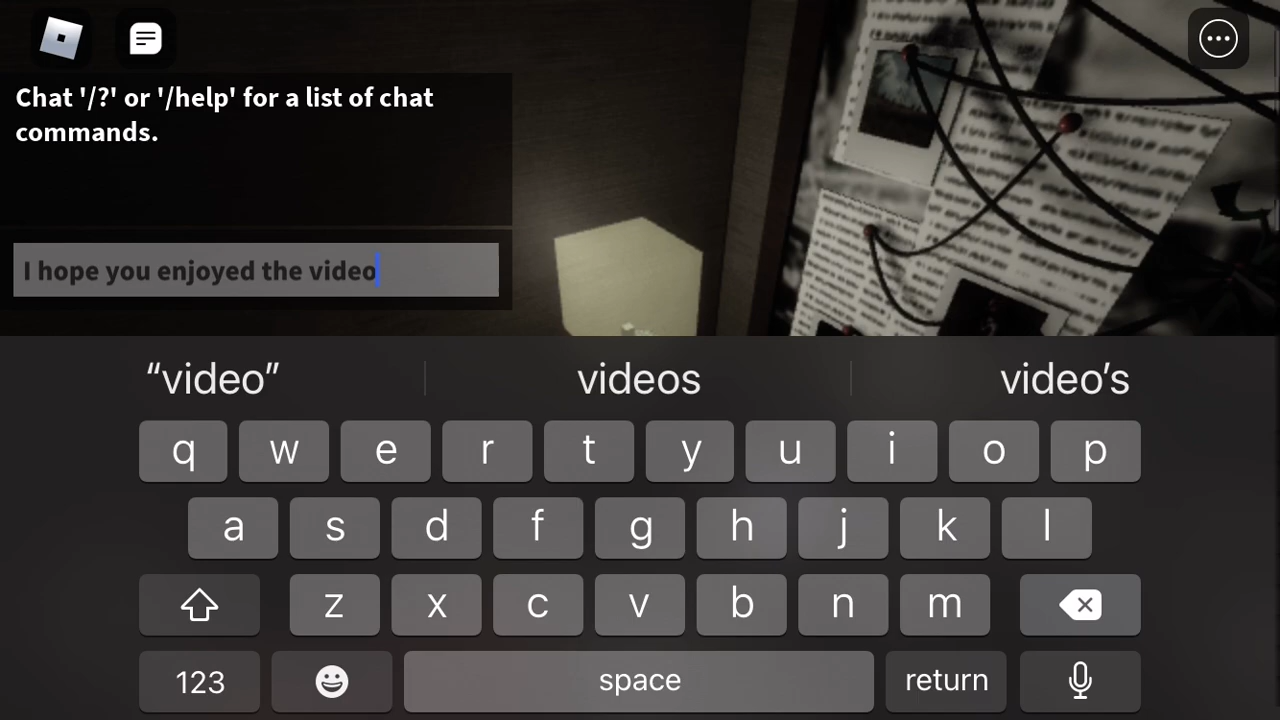 Chat '/?' or '/help' for a list of chat
commands.
I hope you enjoyed the video
“video” videos video’s
q w e r t y u i o p
a s d f g h j k l
z x c v b n m
123 space return